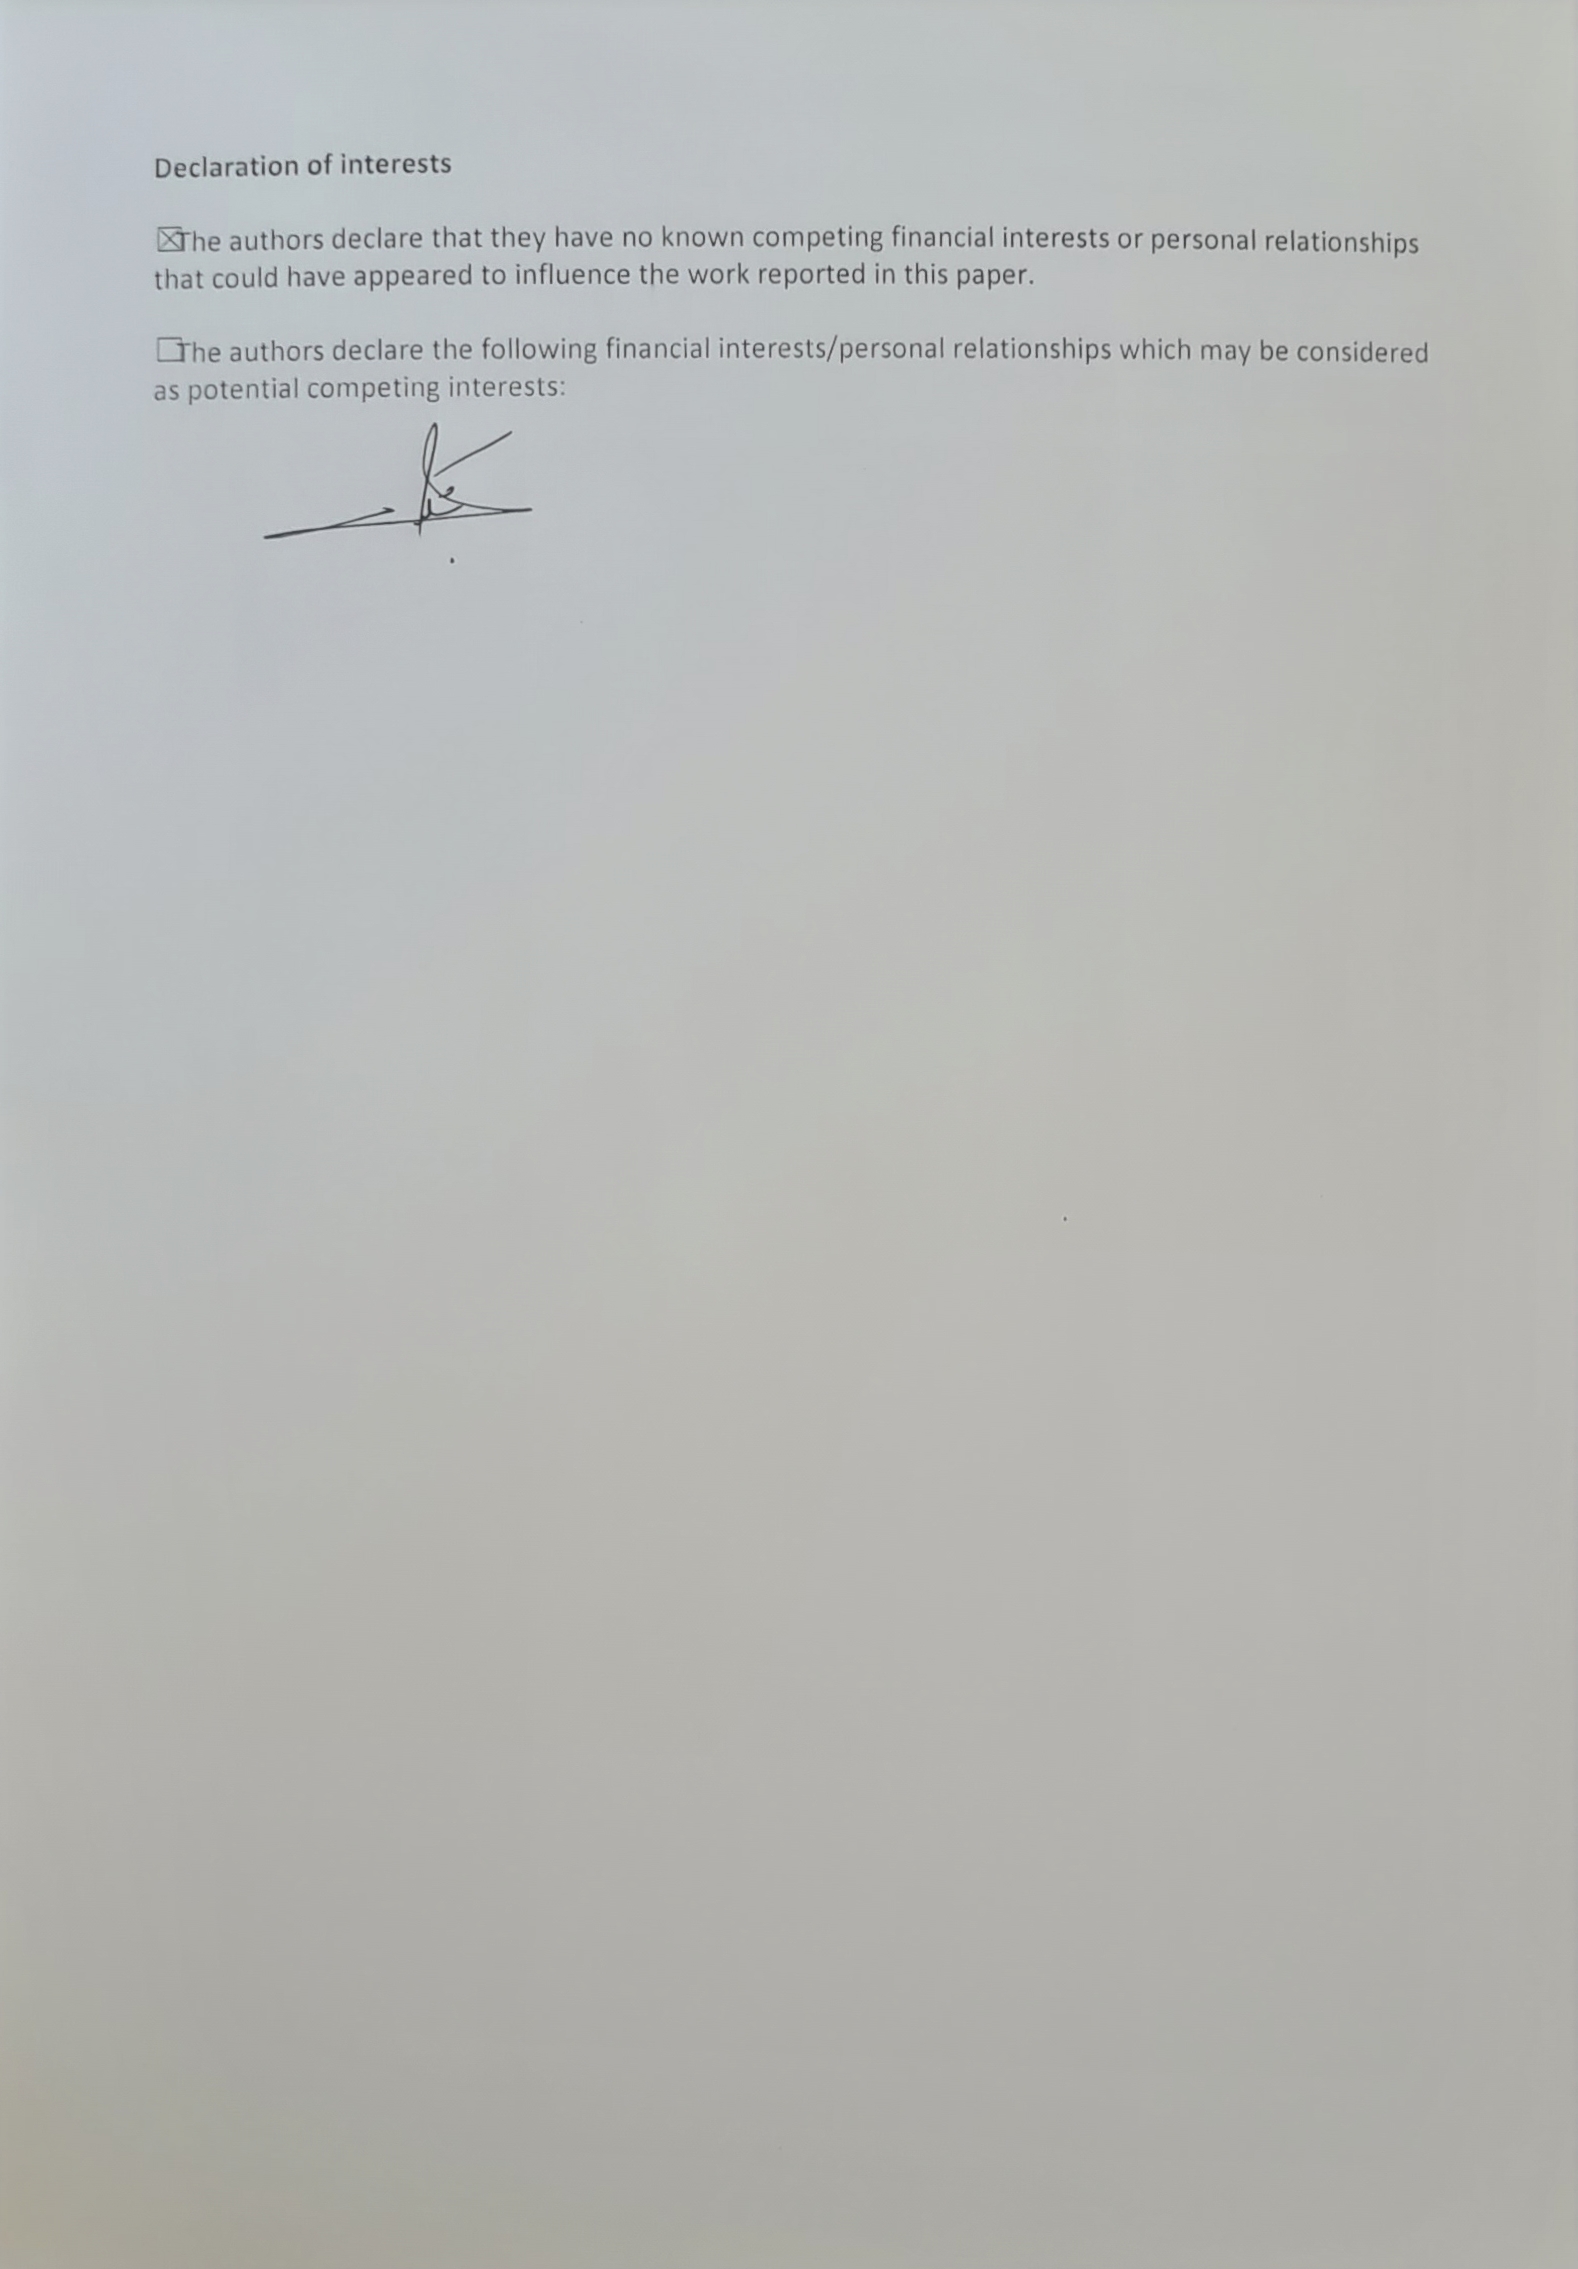 Declaration of interests
☒The authors declare that they have no known competing financial interests or personal relationships
that could have appeared to influence the work reported in this paper.
☐The authors declare the following financial interests/personal relationships which may be considered
as potential competing interests: